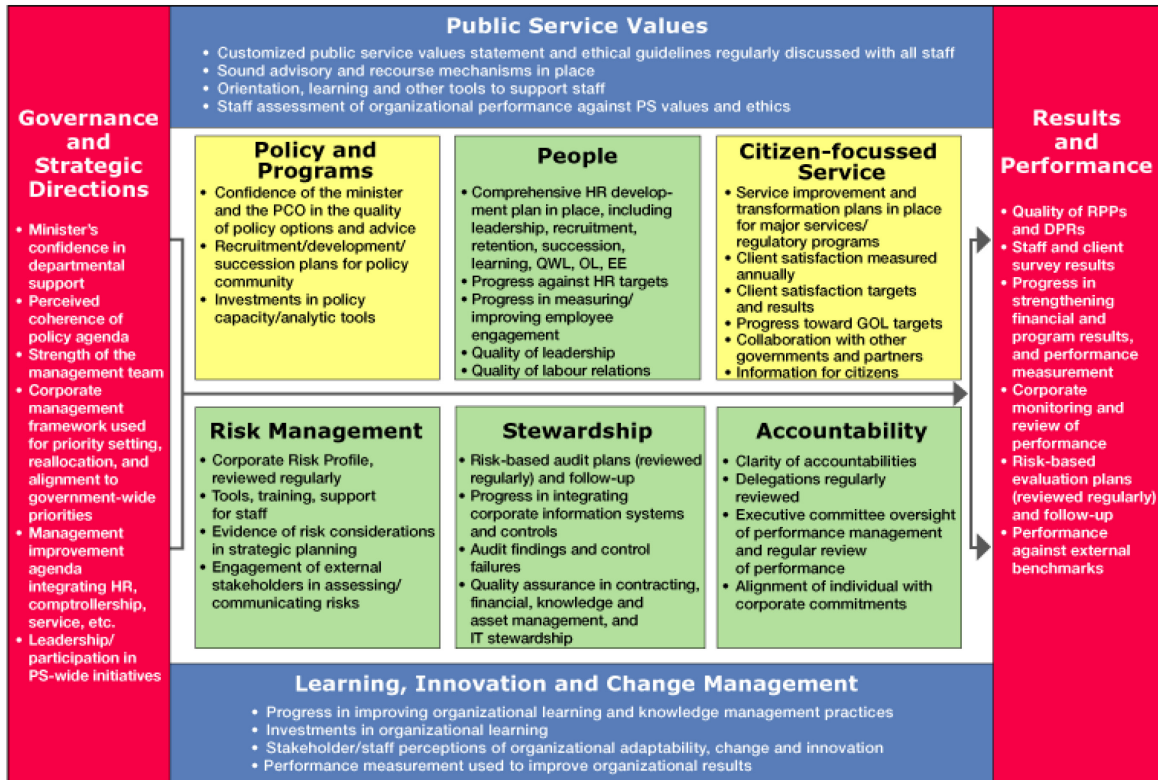 Public Service Values
• Customized public service values statement and ethical guidelines regularly discussed with all staff
• Sound advisory and recourse mechanisms in place
• Orientation, learning and other tools to support staff
• Staff assessment of organizational performance against PS values and ethics
Governance
and
Strategic
Directions
• Minister's
confidence in
departmental
support
• Perceived
coherence of
policy agenda
• Strength of the
management team
• Corporate
management
framework used
for priority setting,
reallocation, and
alignment to
government-wide
priorities
• Management
improvement
agenda
integrating HR,
comptrollership,
service, etc.
• Leadership/
participation in
PS-wide initiatives
Policy and
Programs
• Confidence of the minister
and the PCO in the quality
of policy options and advice
• Recruitment/development/
succession plans for policy
community
• Investments in policy
capacity/analytic tools
People
• Comprehensive HR develop-
ment plan in place, including
leadership, recruitment,
retention, succession,
learning, QWL, OL, EE
• Progress against HR targets
• Progress in measuring/
improving employee
engagement
• Quality of leadership
• Quality of labour relations
Citizen-focussed
Service
• Service improvement and
transformation plans in place
for major services/
regulatory programs
• Client satisfaction measured
annually
• Client satisfaction targets
and results
• Progress toward GOL targets
• Collaboration with other
governments and partners
• Information for citizens
Risk Management
• Corporate Risk Profile,
reviewed regularly
• Tools, training, support
for staff
• Evidence of risk considerations
in strategic planning
• Engagement of external
stakeholders in assessing/
communicating risks
Stewardship
• Risk-based audit plans (reviewed
regularly) and follow-up
• Progress in integrating
corporate information systems
and controls
• Audit findings and control
failures
• Quality assurance in contracting,
financial, knowledge and
asset management, and
IT stewardship
Accountability
• Clarity of accountabilities
• Delegations regularly
reviewed
• Executive committee oversight
of performance management
and regular review
of performance
• Alignment of individual with
corporate commitments
Results
and
Performance
• Quality of RPPs
and DPRs
• Staff and client
survey results
• Progress in
strengthening
financial and
program results,
and performance
measurement
• Corporate
monitoring and
review of
performance
• Risk-based
evaluation plans
(reviewed regularly)
and follow-up
• Performance
against external
benchmarks
Learning, Innovation and Change Management
• Progress in improving organizational learning and knowledge management practices
• Investments in organizational learning
• Stakeholder/staff perceptions of organizational adaptability, change and innovation
• Performance measurement used to improve organizational results